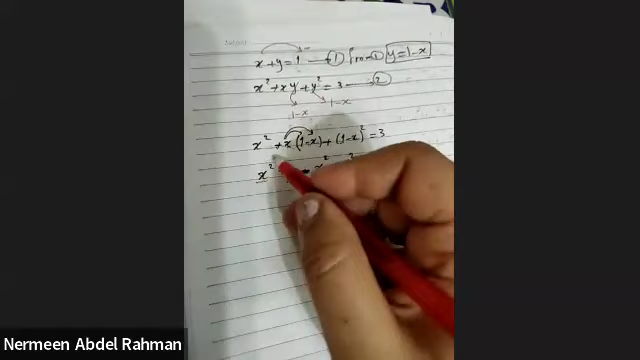 Subject
x + y = 1 → ① from ① y = 1 - x
x² + xy + y² = 3 → ②
1 - x 1 - x
x² + x (1 - x) + (1 - x)² = 3
x²
Nermeen Abdel Rahman